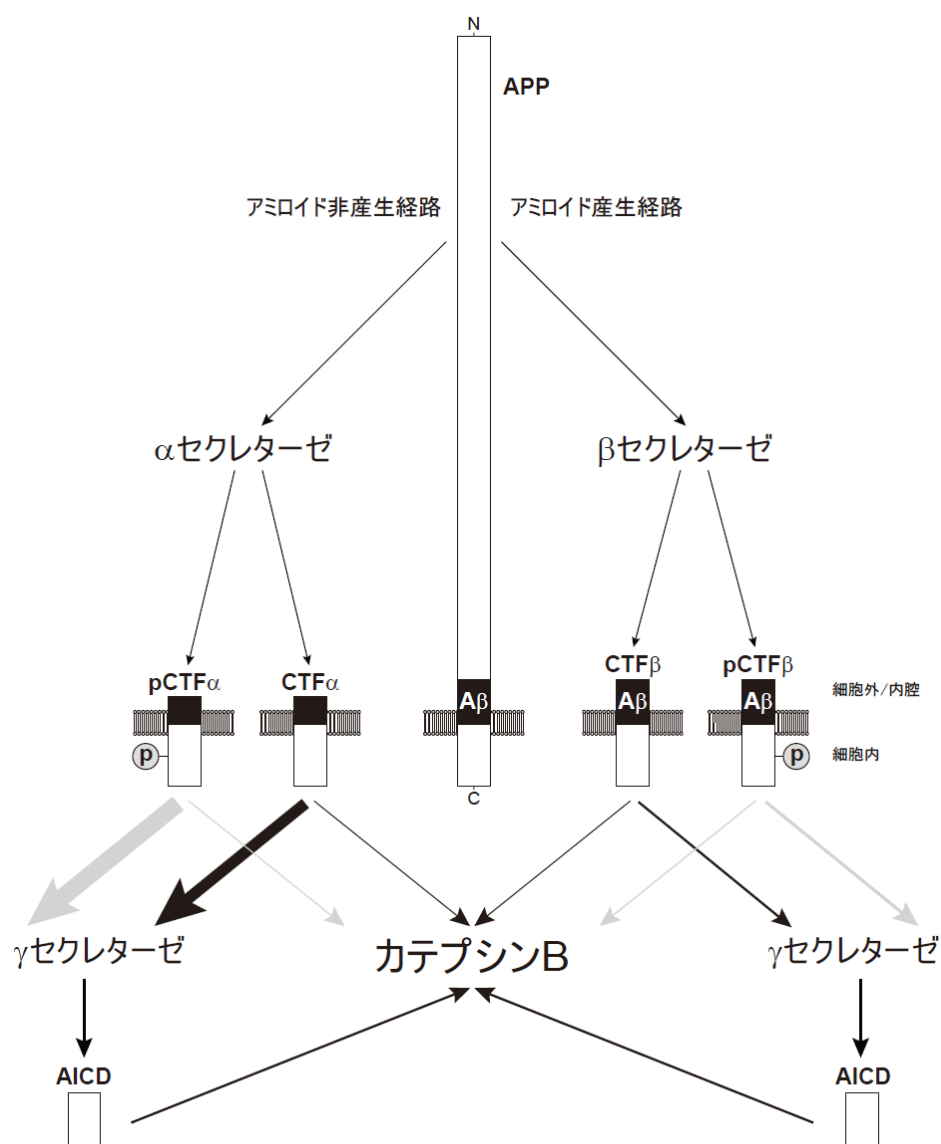 N
APP
アミロイド非産生経路
アミロイド産生経路
αセクレターゼ
βセクレターゼ
pCTFα
CTFα
CTFβ
pCTFβ
Aβ
Aβ
Aβ
細胞外/内腔
p
p
細胞内
C
γセクレターゼ
カテプシンB
γセクレターゼ
AICD
AICD